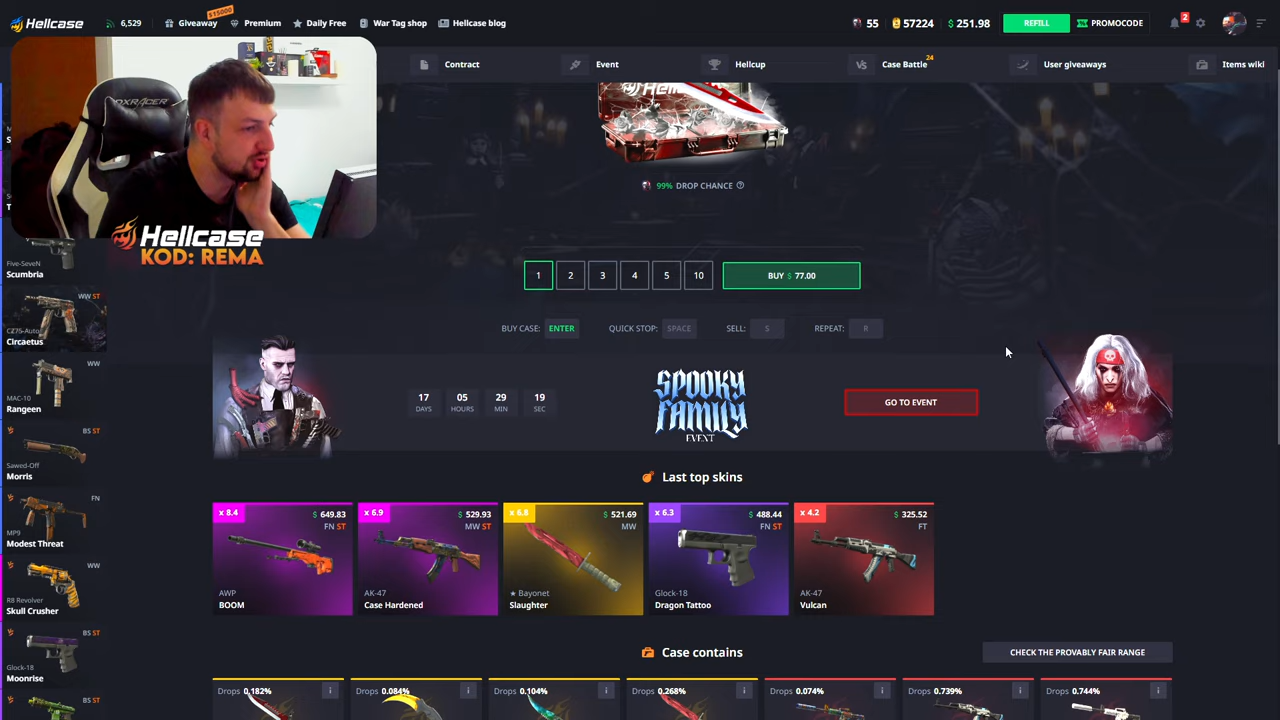 Hellcase
6,529
Giveaway
$15000
Premium
Daily Free
War Tag shop
Hellcase blog
55
57224
$ 251.98
REFILL
PROMOCODE
2
Contract
Event
Hellcup
Case Battle
24
User giveaways
Items wiki
DXRACER
Hellcase
KOD: REMA
99% DROP CHANCE
1
2
3
4
5
10
BUY $ 77.00
BUY CASE: ENTER
QUICK STOP: SPACE
SELL: S
REPEAT: R
17
DAYS
05
HOURS
29
MIN
19
SEC
SPOOKY
FAMILY
EVENT
GO TO EVENT
Last top skins
x 8.4
$ 649.83
FN ST
AWP
BOOM
x 6.9
$ 529.93
MW ST
AK-47
Case Hardened
x 6.8
$ 521.69
MW
★ Bayonet
Slaughter
x 6.3
$ 488.44
FN ST
Glock-18
Dragon Tattoo
x 4.2
$ 325.52
FT
AK-47
Vulcan
Case contains
CHECK THE PROVABLY FAIR RANGE
Drops 0.182%
Drops 0.084%
Drops 0.104%
Drops 0.268%
Drops 0.074%
Drops 0.739%
Drops 0.744%
Five-SeveN
Scumbria
WW ST
CZ75-Auto
Circaetus
WW
MAC-10
Rangeen
BS ST
Sawed-Off
Morris
FN
MP9
Modest Threat
WW
R8 Revolver
Skull Crusher
BS ST
Glock-18
Moonrise
BS ST